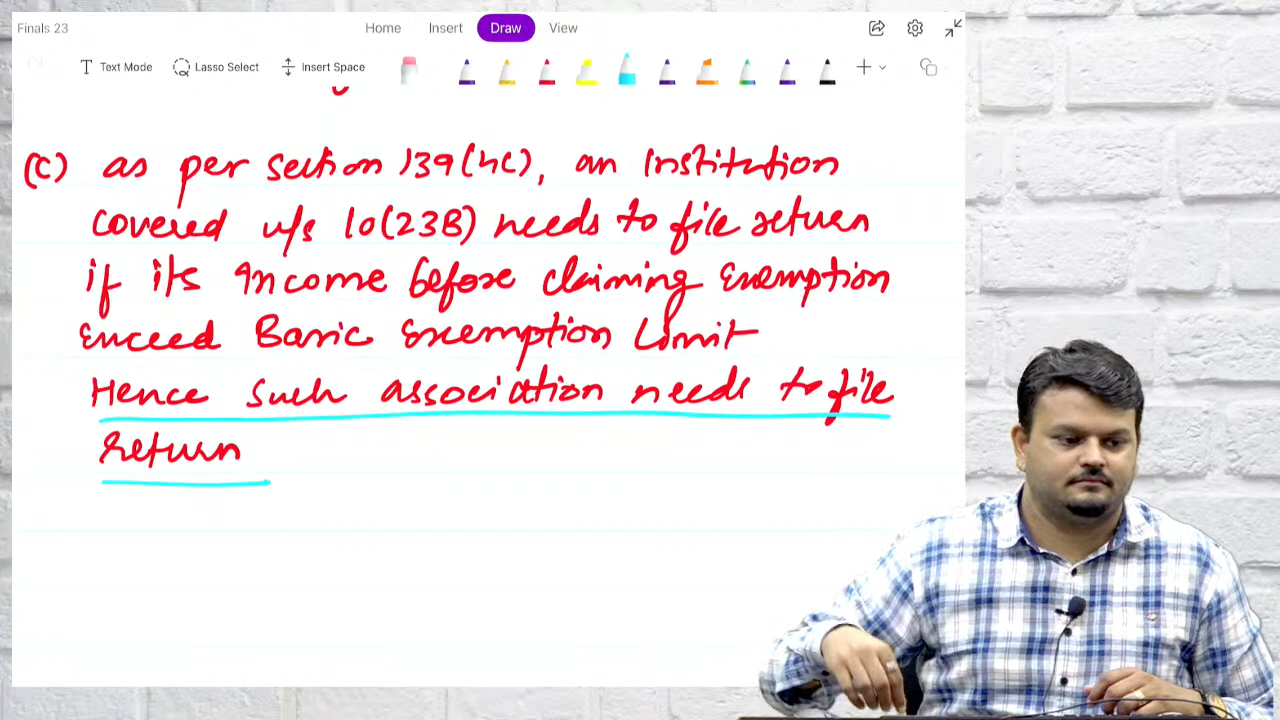 Finals 23
Home Insert Draw View
Text Mode Lasso Select Insert Space
(C) as per section 139(4C), an Institution
covered u/s 10(23B) needs to file return
if its Income before claiming Exemption
Exceed Basic Exemption Limit
Hence such association needs to file
return